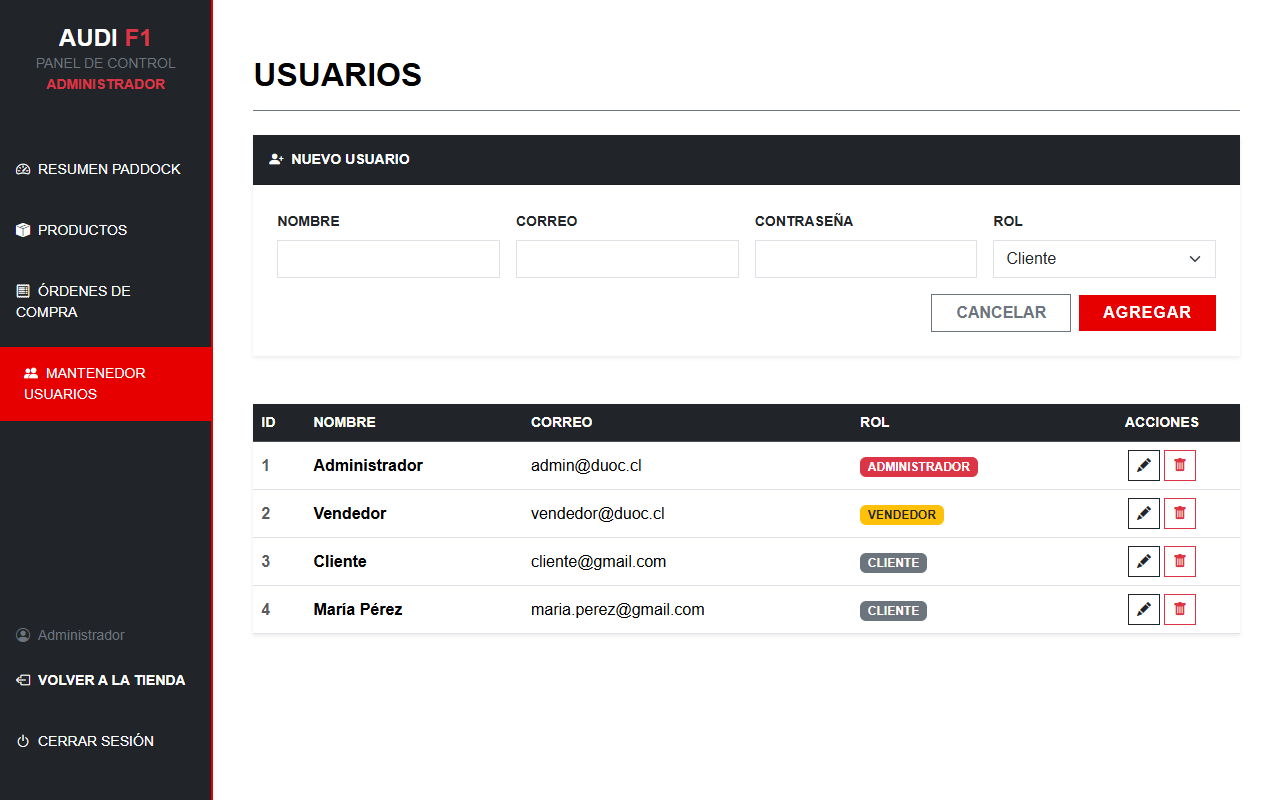 AUDI F1
PANEL DE CONTROL
ADMINISTRADOR
RESUMEN PADDOCK
PRODUCTOS
ÓRDENES DE
COMPRA
MANTENEDOR
USUARIOS
Administrador
VOLVER A LA TIENDA
CERRAR SESIÓN
USUARIOS
NUEVO USUARIO
NOMBRE CORREO CONTRASEÑA ROL
Cliente
CANCELAR AGREGAR
ID NOMBRE CORREO ROL ACCIONES
1 Administrador admin@duoc.cl ADMINISTRADOR
2 Vendedor vendedor@duoc.cl VENDEDOR
3 Cliente cliente@gmail.com CLIENTE
4 María Pérez maria.perez@gmail.com CLIENTE